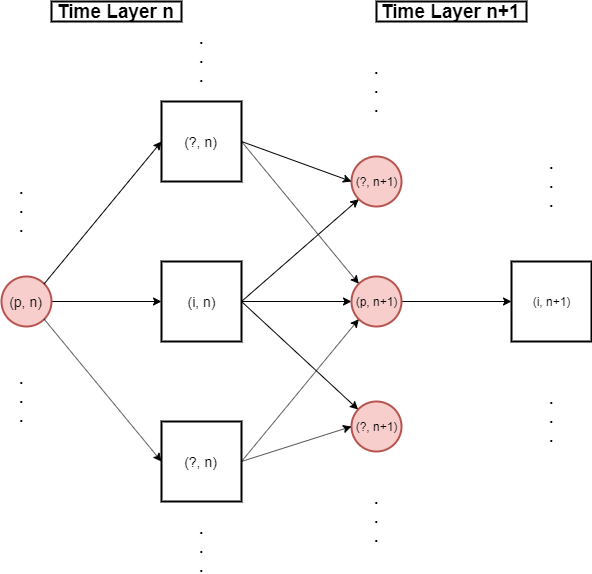 Time Layer n
Time Layer n+1
(?, n)
(?, n+1)
(p, n)
(i, n)
(p, n+1)
(i, n+1)
(?, n+1)
(?, n)